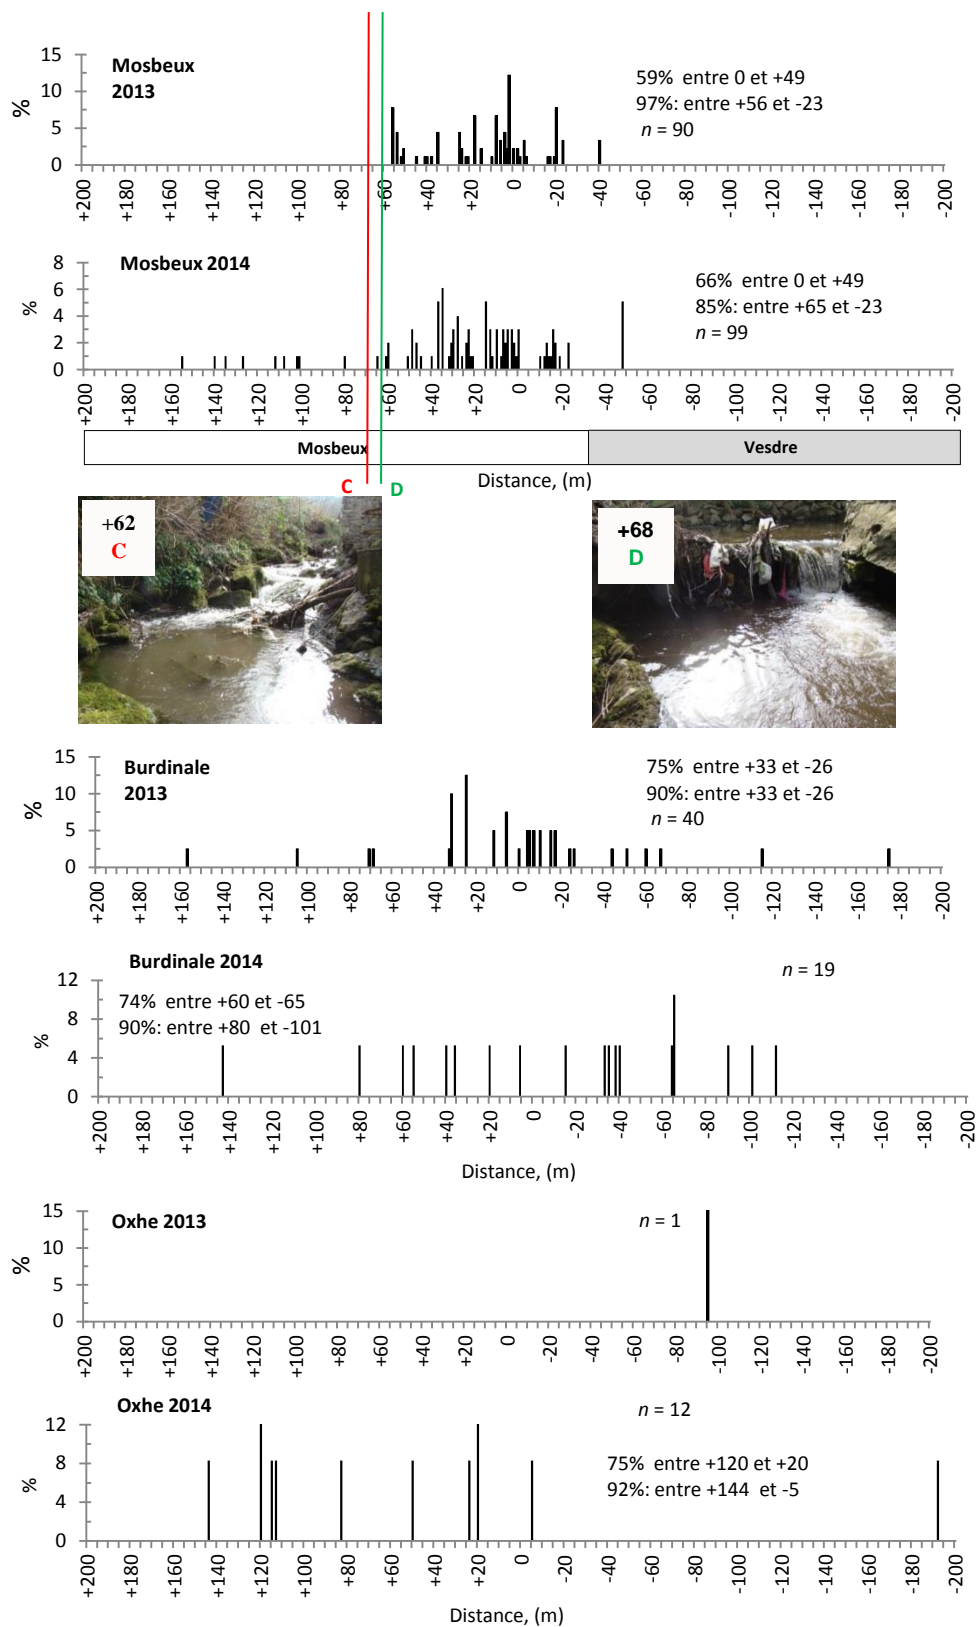 Mosbeux
2013
59% entre 0 et +49
97%: entre +56 et -23
n = 90
%
15
10
5
0
+200 +180 +160 +140 +120 +100 +80 +60 +40 +20 0 -20 -40 -60 -80 -100 -120 -140 -160 -180 -200
Mosbeux 2014
66% entre 0 et +49
85%: entre +65 et -23
n = 99
%
8
6
4
2
0
+200 +180 +160 +140 +120 +100 +80 +60 +40 +20 0 -20 -40 -60 -80 -100 -120 -140 -160 -180 -200
Mosbeux Vesdre
C D Distance, (m)
+62
C
+68
D
Burdinale
2013
75% entre +33 et -26
90%: entre +33 et -26
n = 40
%
15
10
5
0
+200 +180 +160 +140 +120 +100 +80 +60 +40 +20 0 -20 -40 -60 -80 -100 -120 -140 -160 -180 -200
Burdinale 2014
n = 19
74% entre +60 et -65
90%: entre +80 et -101
%
12
8
4
0
+200 +180 +160 +140 +120 +100 +80 +60 +40 +20 0 -20 -40 -60 -80 -100 -120 -140 -160 -180 -200
Distance, (m)
Oxhe 2013
n = 1
%
15
10
5
0
+200 +180 +160 +140 +120 +100 +80 +60 +40 +20 0 -20 -40 -60 -80 -100 -120 -140 -160 -180 -200
Oxhe 2014
n = 12
75% entre +120 et +20
92%: entre +144 et -5
%
12
8
4
0
+200 +180 +160 +140 +120 +100 +80 +60 +40 +20 0 -20 -40 -60 -80 -100 -120 -140 -160 -180 -200
Distance, (m)